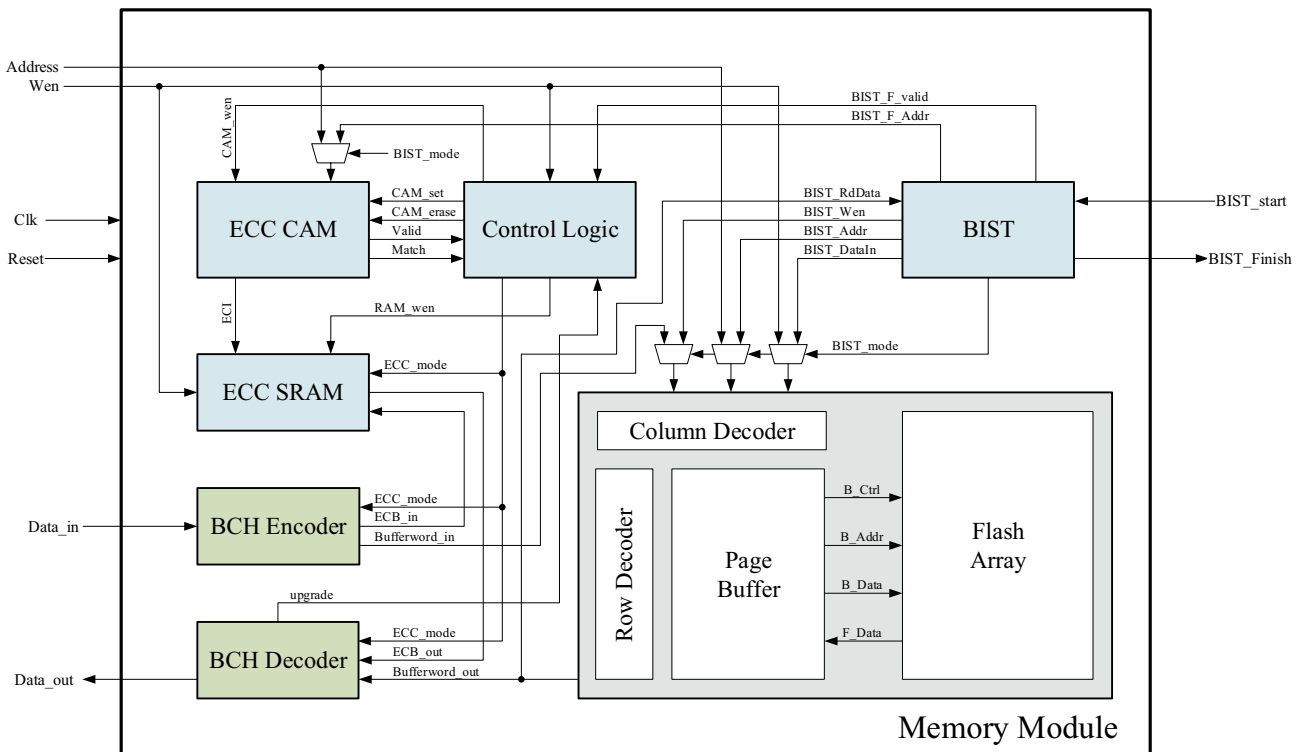 Address
Wen
BIST_F_valid
BIST_F_Addr
CAM_wen
BIST_mode
CAM_set
CAM_erase
Valid
Match
ECC CAM
Control Logic
BIST_RdData
BIST_Wen
BIST_Addr
BIST_DataIn
BIST
BIST_start
BIST_Finish
Clk
Reset
ECI
RAM_wen
ECC_mode
BIST_mode
ECC SRAM
Column Decoder
Row Decoder
Page
Buffer
B_Ctrl
B_Addr
B_Data
F_Data
Flash
Array
Data_in
BCH Encoder
ECC_mode
ECB_in
Bufferword_in
upgrade
BCH Decoder
ECC_mode
ECB_out
Bufferword_out
Data_out
Memory Module